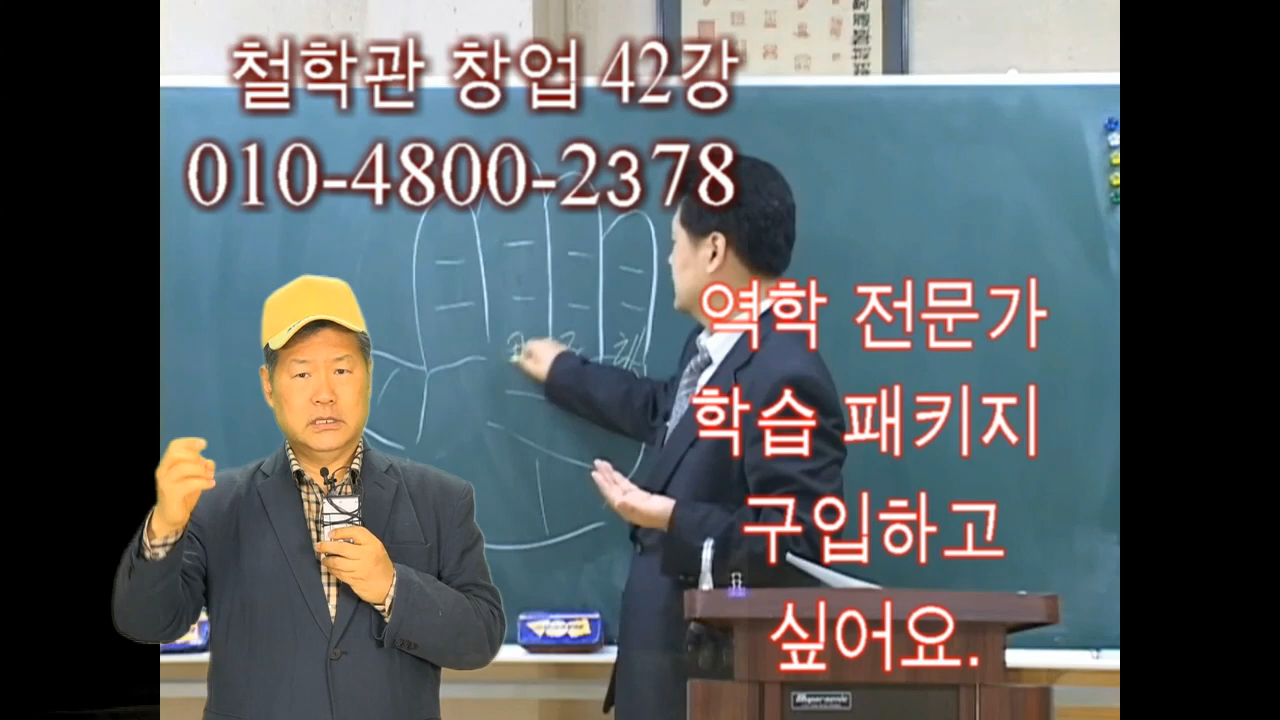 철학관 창업 42강
010-4800-2378
역학 전문가
학습 패키지
구입하고
싶어요.